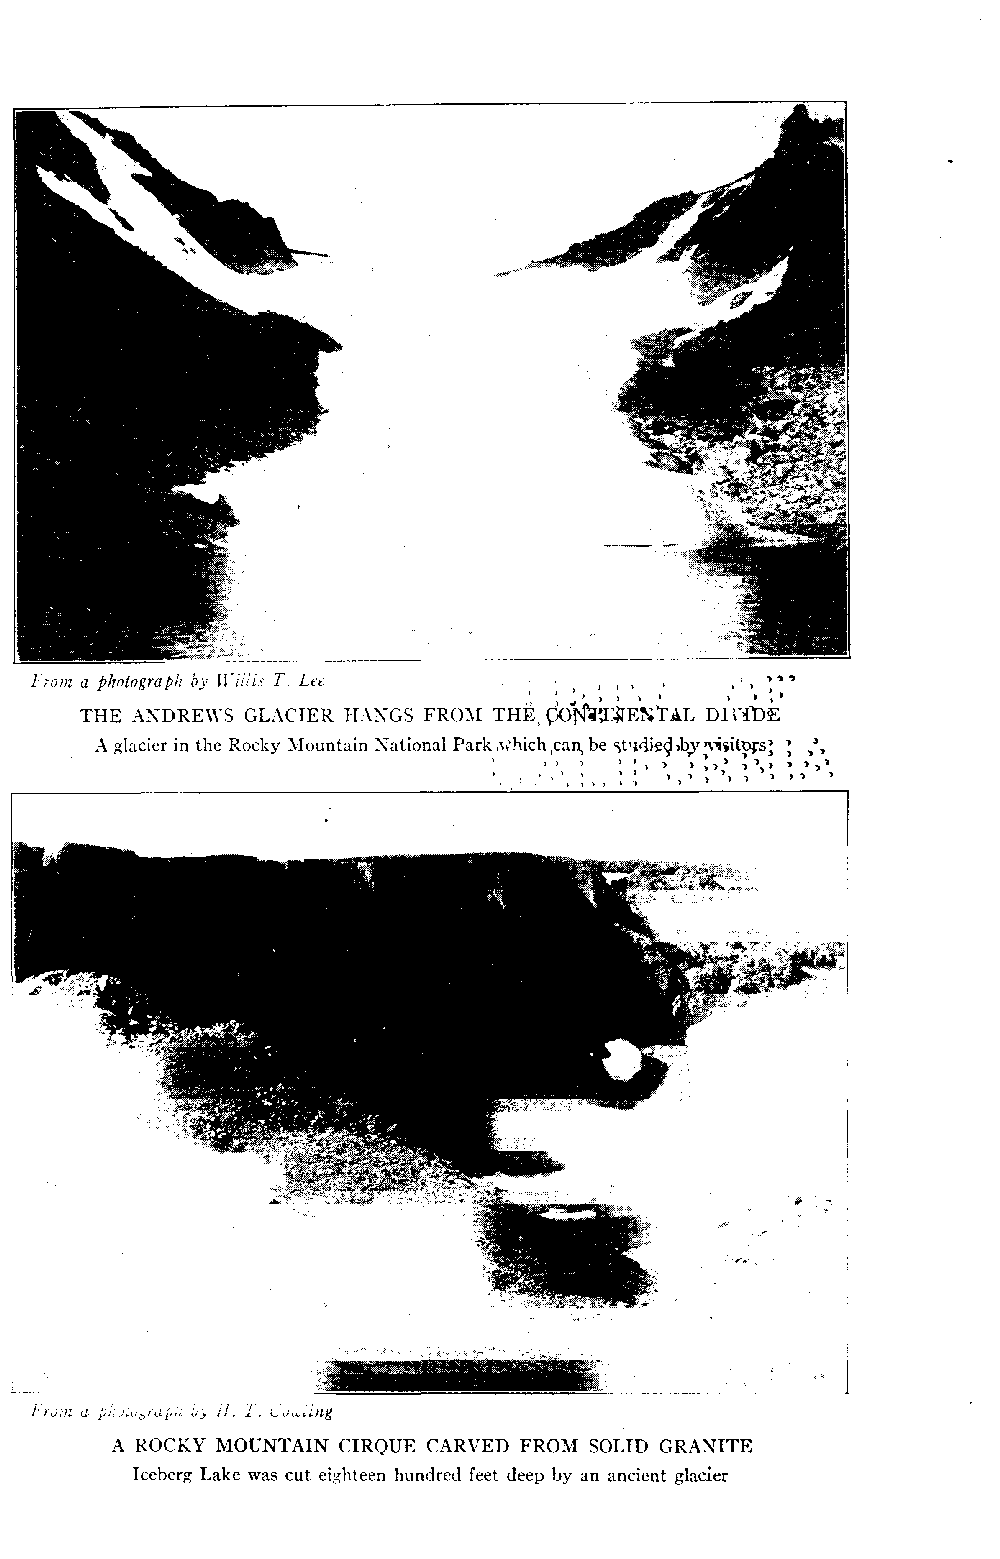 From a photograph by Willis T. Lee
THE ANDREWS GLACIER HANGS FROM THE CONTINENTAL DIVIDE
A glacier in the Rocky Mountain National Park which can be studied by visitors
From a photograph by H. T. Cowling
A ROCKY MOUNTAIN CIRQUE CARVED FROM SOLID GRANITE
Iceberg Lake was cut eighteen hundred feet deep by an ancient glacier